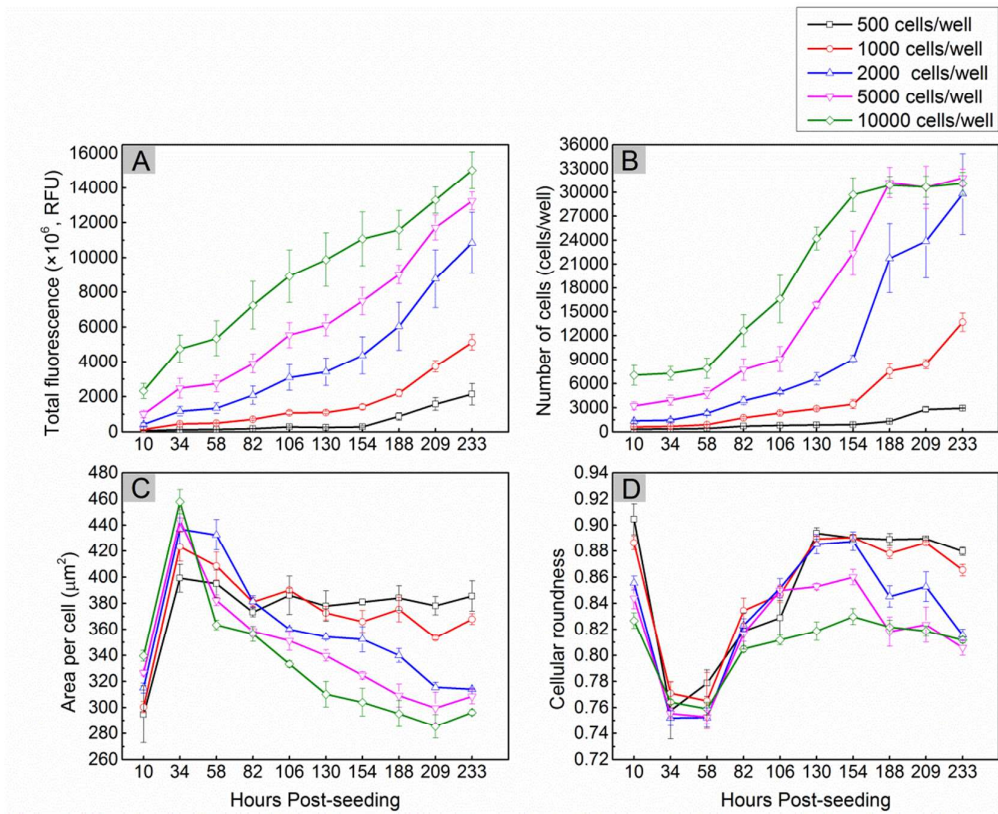 500 cells/well
1000 cells/well
2000 cells/well
5000 cells/well
10000 cells/well
A
Total fluorescence (×10⁶, RFU)
16000
14000
12000
10000
8000
6000
4000
2000
0
10 34 58 82 106 130 154 188 209 233
B
Number of cells (cells/well)
36000
33000
30000
27000
24000
21000
18000
15000
12000
9000
6000
3000
0
10 34 58 82 106 130 154 188 209 233
C
Area per cell (μm²)
480
460
440
420
400
380
360
340
320
300
280
260
10 34 58 82 106 130 154 188 209 233
Hours Post-seeding
D
Cellular roundness
0.94
0.92
0.90
0.88
0.86
0.84
0.82
0.80
0.78
0.76
0.74
0.72
10 34 58 82 106 130 154 188 209 233
Hours Post-seeding